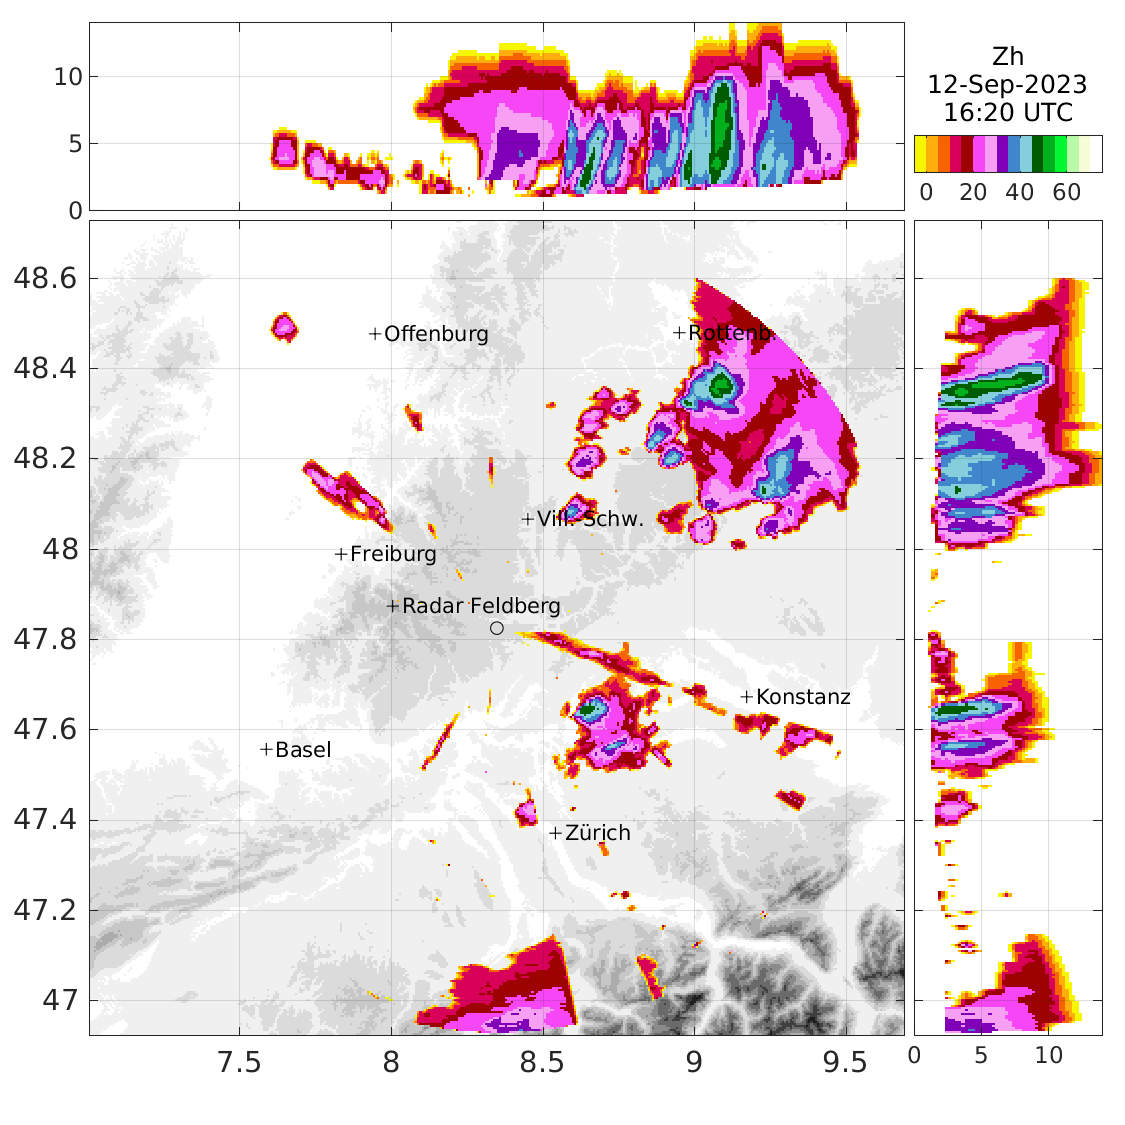 10
5
0
Zh
12-Sep-2023
16:20 UTC
0 20 40 60
48.6
48.4
48.2
48
47.8
47.6
47.4
47.2
47
+Offenburg
+Rottenb.
+Vill.-Schw.
+Freiburg
+Radar Feldberg
+Konstanz
+Basel
+Zürich
7.5 8 8.5 9 9.5
0 5 10